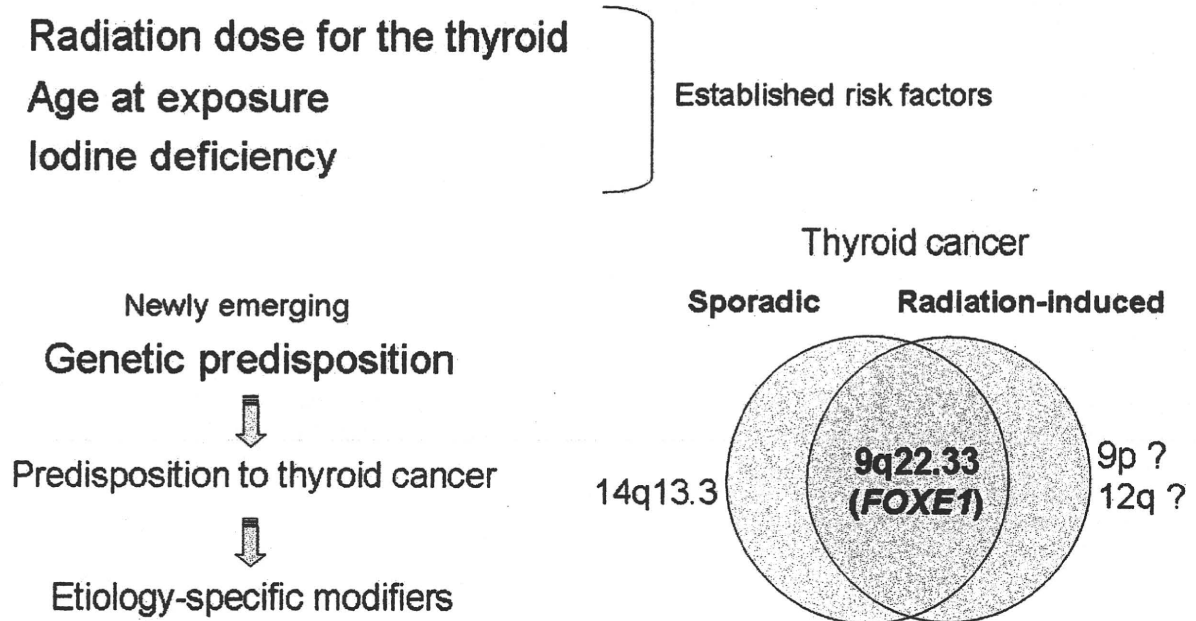 Radiation dose for the thyroid
Age at exposure
Iodine deficiency
Established risk factors
Newly emerging
Genetic predisposition
Predisposition to thyroid cancer
Etiology-specific modifiers
Thyroid cancer
Sporadic Radiation-induced
14q13.3
9q22.33
(FOXE1)
9p ?
12q ?